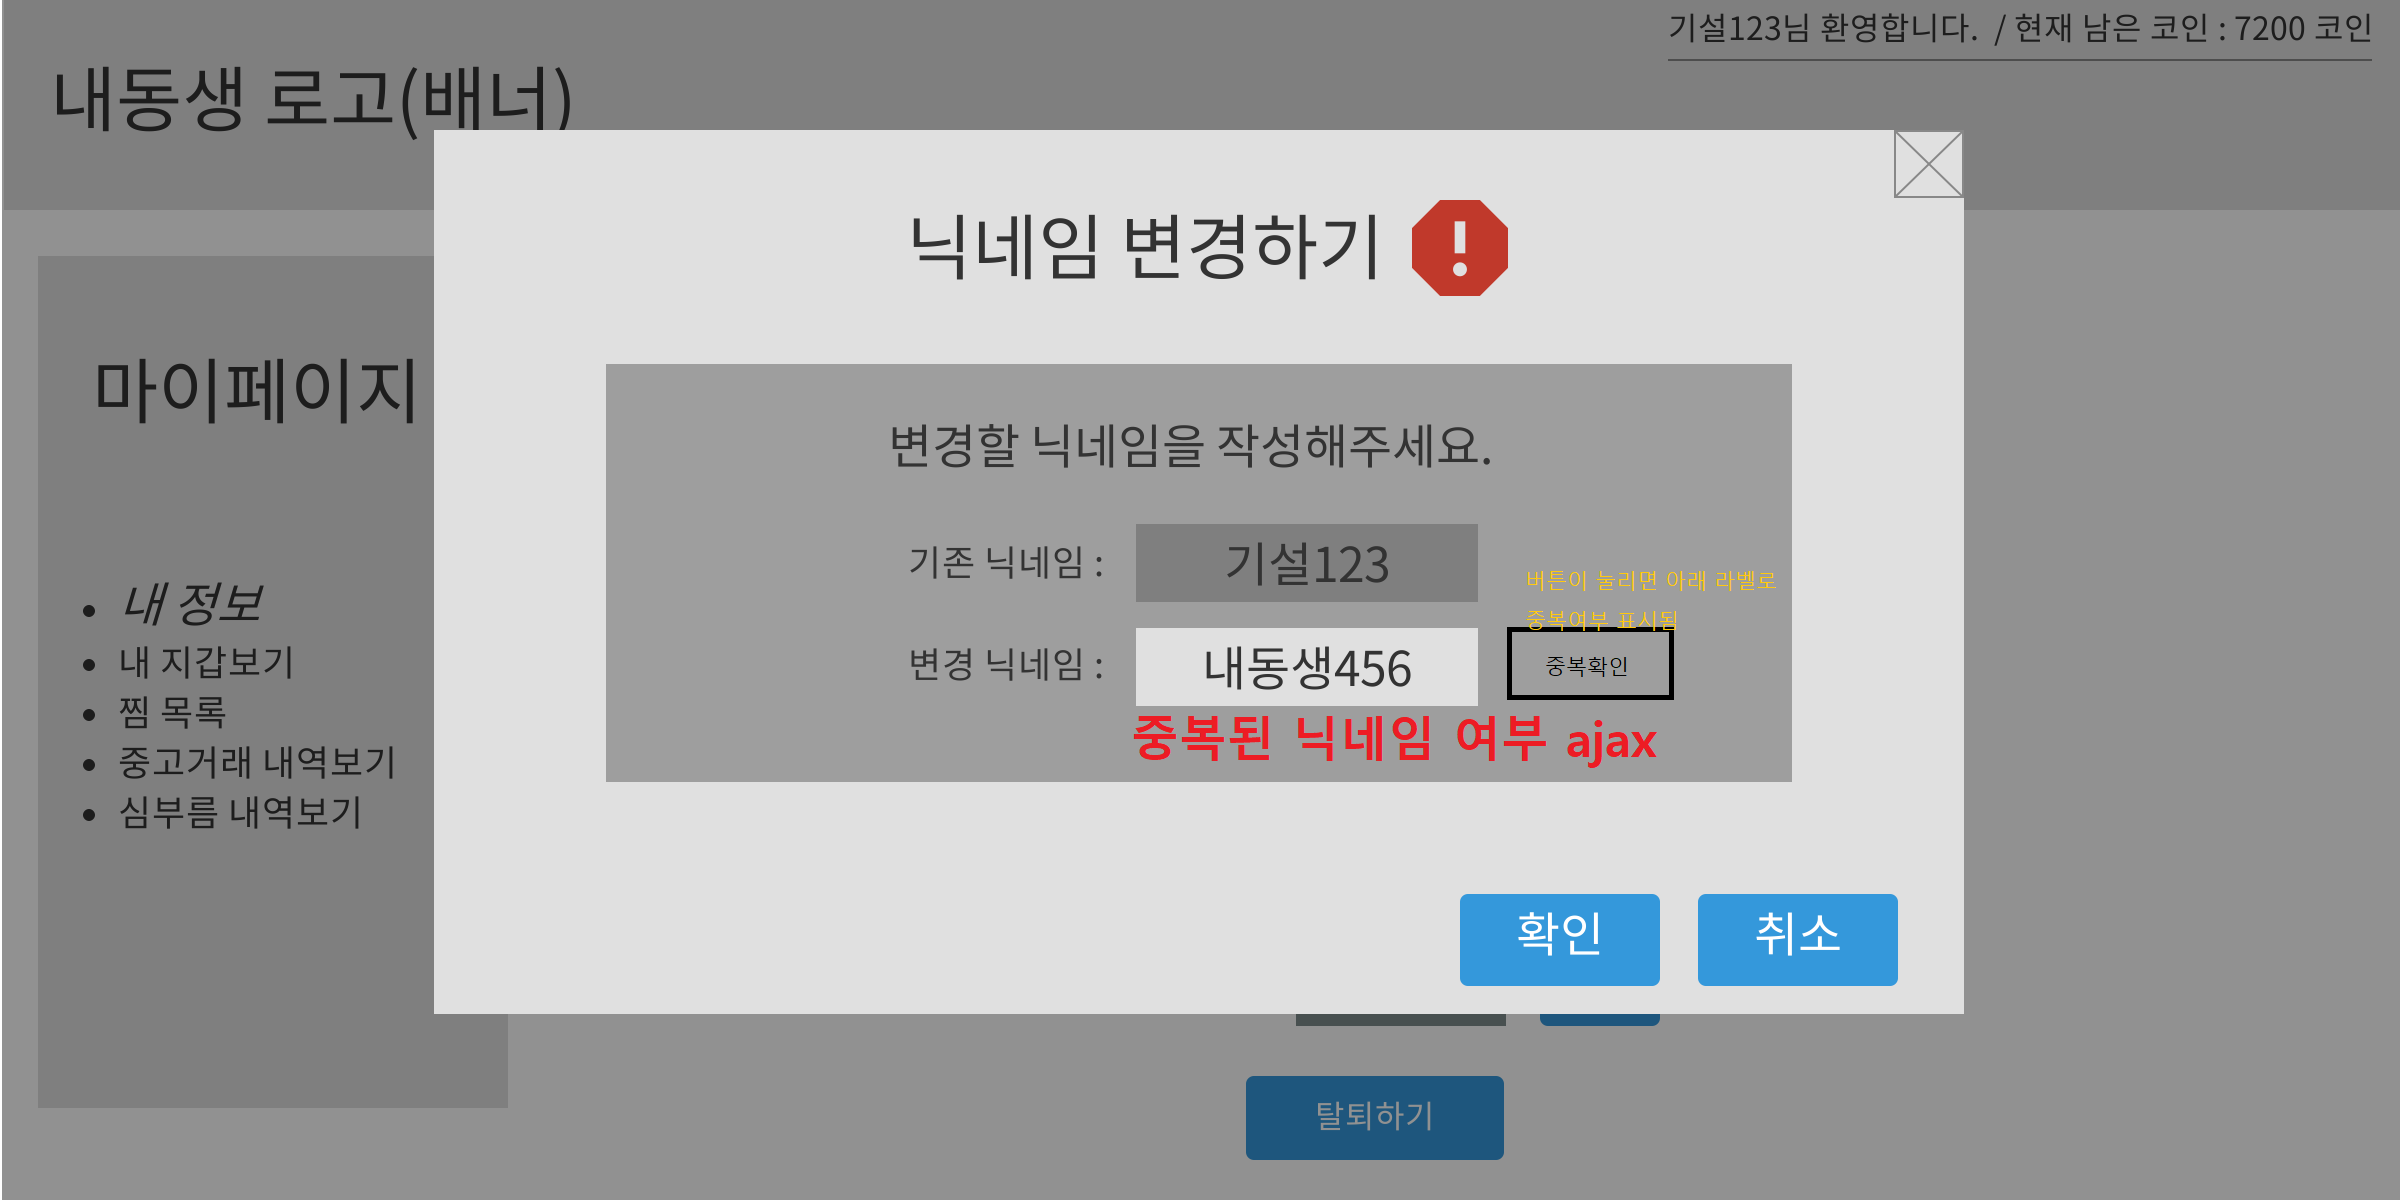 기설123님 환영합니다. / 현재 남은 코인 : 7200 코인
내동생 로고(배너)
닉네임 변경하기
마이페이지
내 정보
내 지갑보기
찜 목록
중고거래 내역보기
심부름 내역보기
변경할 닉네임을 작성해주세요.
기존 닉네임 : 기설123
버튼이 눌리면 아래 라벨로
중복여부 표시됨
변경 닉네임 : 내동생456 중복확인
중복된 닉네임 여부 ajax
확인 취소
탈퇴하기